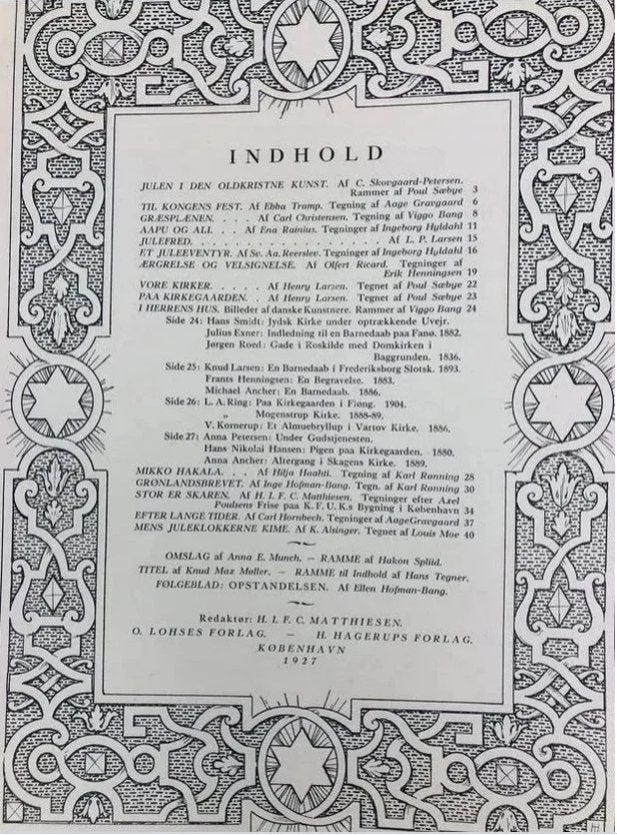 INDHOLD
JULEN I DEN OLDKRISTNE KUNST. Af C. Skovgaard-Petersen.
Rammer af Poul Sæbye 3
TIL KONGENS FEST. Af Ebba Tramp. Tegning af Aage Gravgaard 6
GRÆSPLÆNEN. . . . Af Carl Christensen. Tegning af Viggo Bang 8
AAPU OG ALI. . . Af Ena Rainius. Tegninger af Ingeborg Hyldahl 11
JULEFRED. . . . . . . . . . . . . . . . . . . Af L. P. Larsen 15
ET JULEEVENTYR. Af Sv. Aa. Reerslev. Tegninger af Ingeborg Hyldahl 16
ÆRGRELSE OG VELSIGNELSE. Af Olfert Ricard. Tegninger af
Erik Henningsen 19
VORE KIRKER. . . . . Af Henry Larsen. Tegnet af Poul Sæbye 22
PAA KIRKEGAARDEN. . Af Henry Larsen. Tegnet af Poul Sæbye 23
I HERRENS HUS. Billeder af danske Kunstnere. Rammer af Viggo Bang 24
Side 24: Hans Smidt: Jydsk Kirke under optrækkende Uvejr.
Julius Exner: Indledning til en Barnedaab paa Fanø. 1882.
Jørgen Roed: Gade i Roskilde med Domkirken i
Baggrunden. 1836.
Side 25: Knud Larsen: En Barnedaab i Frederiksborg Slotsk. 1893.
Frants Henningsen: En Begravelse. 1883.
Michael Ancher: En Barnedaab. 1886.
Side 26: L. A. Ring: Paa Kirkegaarden i Fløng. 1904.
„ Mogenstrup Kirke. 1888-89.
V. Kornerup: Et Almuebryllup i Vartov Kirke. 1886.
Side 27: Anna Petersen: Under Gudstjenesten.
Hans Nikolai Hansen: Pigen paa Kirkegaarden. 1880.
Anna Ancher: Altergang i Skagens Kirke. 1889.
MIKKO HAKALA. . . Af Hilja Haahti. Tegning af Karl Rønning 28
GRØNLANDSBREVET. Af Inge Hofman-Bang. Tegn. af Karl Rønning 30
STOR ER SKAREN. Af H. I. F. C. Matthiesen. Tegninger efter Axel
Poulsens Frise paa K. F. U. K.s Bygning i København 34
EFTER LANGE TIDER. Af Carl Hornbech. Tegninger af Aage Gravgaard 37
MENS JULEKLOKKERNE KIME. Af K. Alsinger. Tegnet af Louis Moe 40
OMSLAG af Anna E. Munch. — RAMME af Hakon Spliid.
TITEL af Knud Max Møller. — RAMME til Indhold af Hans Tegner.
FØLGEBLAD: OPSTANDELSEN. Af Ellen Hofman-Bang.
Redaktør: H. I. F. C. MATTHIESEN.
O. LOHSES FORLAG. — H. HAGERUPS FORLAG.
KØBENHAVN
1927